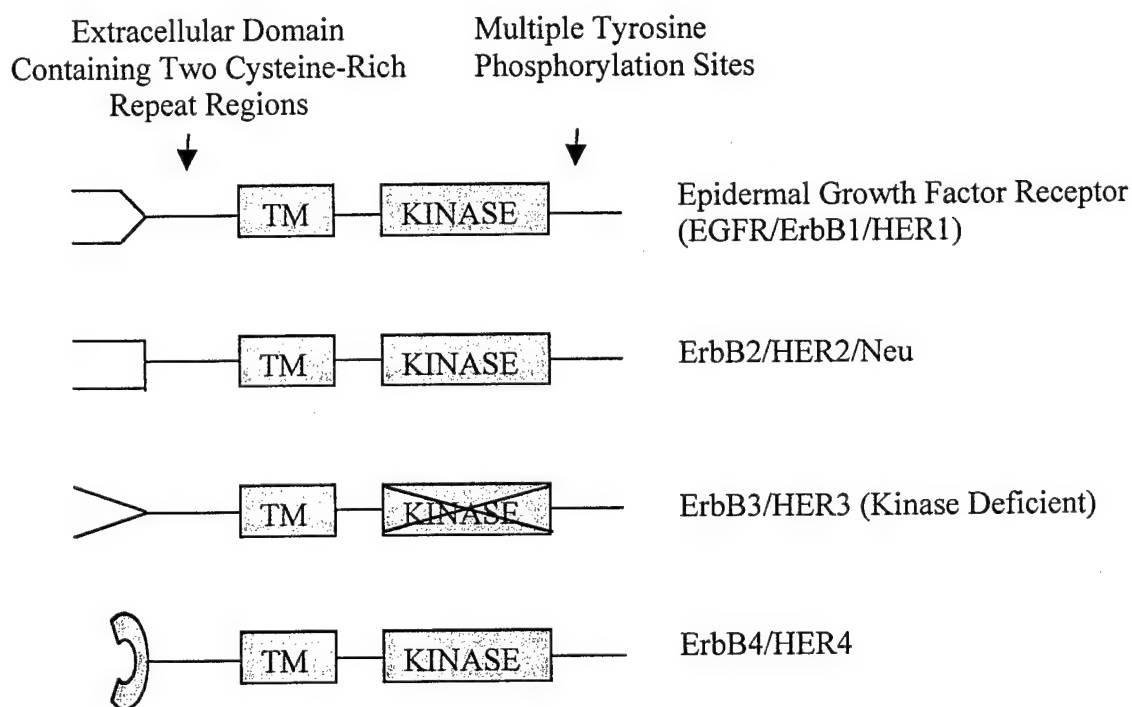 Extracellular Domain
Containing Two Cysteine-Rich
Repeat Regions
Multiple Tyrosine
Phosphorylation Sites
TM
KINASE
Epidermal Growth Factor Receptor
(EGFR/ErbB1/HER1)
TM
KINASE
ErbB2/HER2/Neu
TM
KINASE
ErbB3/HER3 (Kinase Deficient)
TM
KINASE
ErbB4/HER4